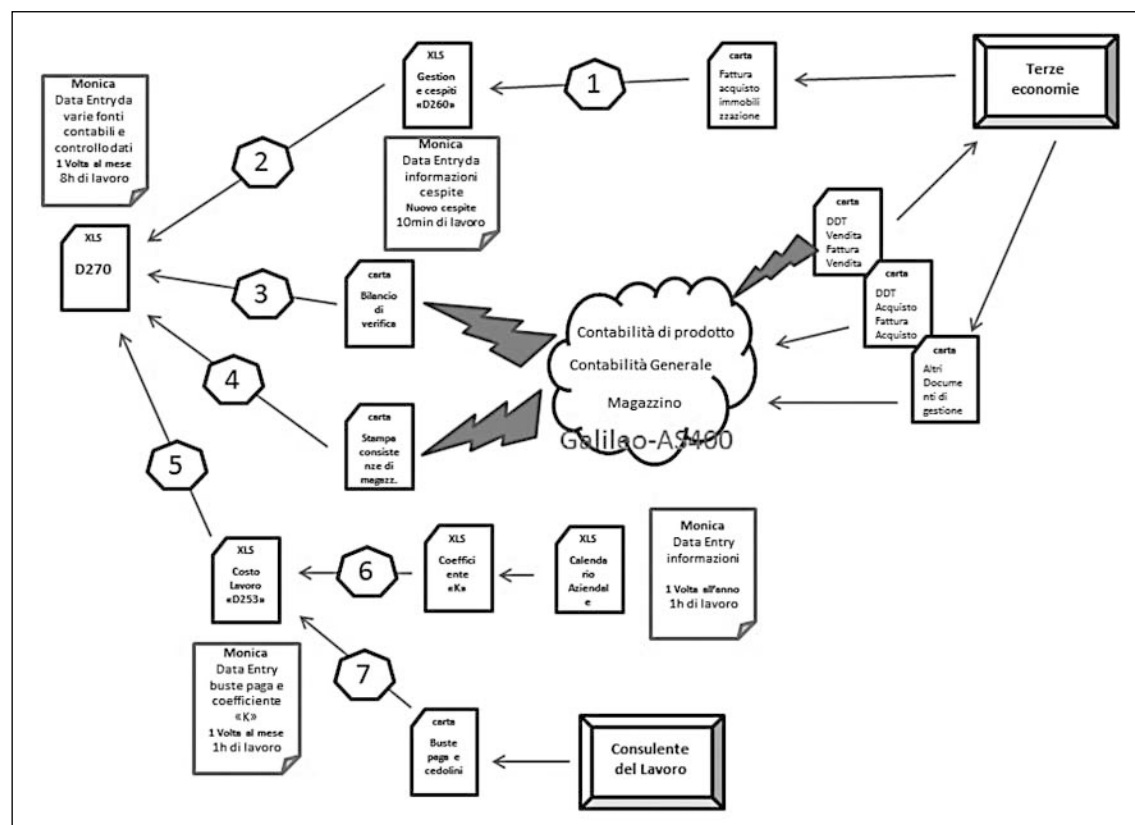 XLS
Gestion
e cespiti
«D260»
1
carta
Fattura
acquisto
immobili
zzazione
Terze
economie
Monica
Data Entry da
varie fonti
contabili e
controllo dati
1 Volta al mese
8h di lavoro
2
Monica
Data Entry da
informazioni
cespite
Nuovo cespite
10min di lavoro
carta
DDT
Vendita
Fattura
Vendita
XLS
D270
3
carta
Bilancio
di
verifica
carta
DDT
Acquisto
Fattura
Acquisto
Contabilità di prodotto
Contabilità Generale
Magazzino
Galileo-AS400
carta
Altri
Docume
nti di
gestione
4
carta
Stampa
consiste
nze di
magazz.
5
XLS
Costo
Lavoro
«D253»
6
XLS
Coeffici
ente
«K»
XLS
Calenda
rio
Aziendal
e
Monica
Data Entry
informazioni
1 Volta all'anno
1h di lavoro
Monica
Data Entry
buste paga e
coefficiente
«K»
1 Volta al mese
1h di lavoro
7
carta
Buste
paga e
cedolini
Consulente
del Lavoro